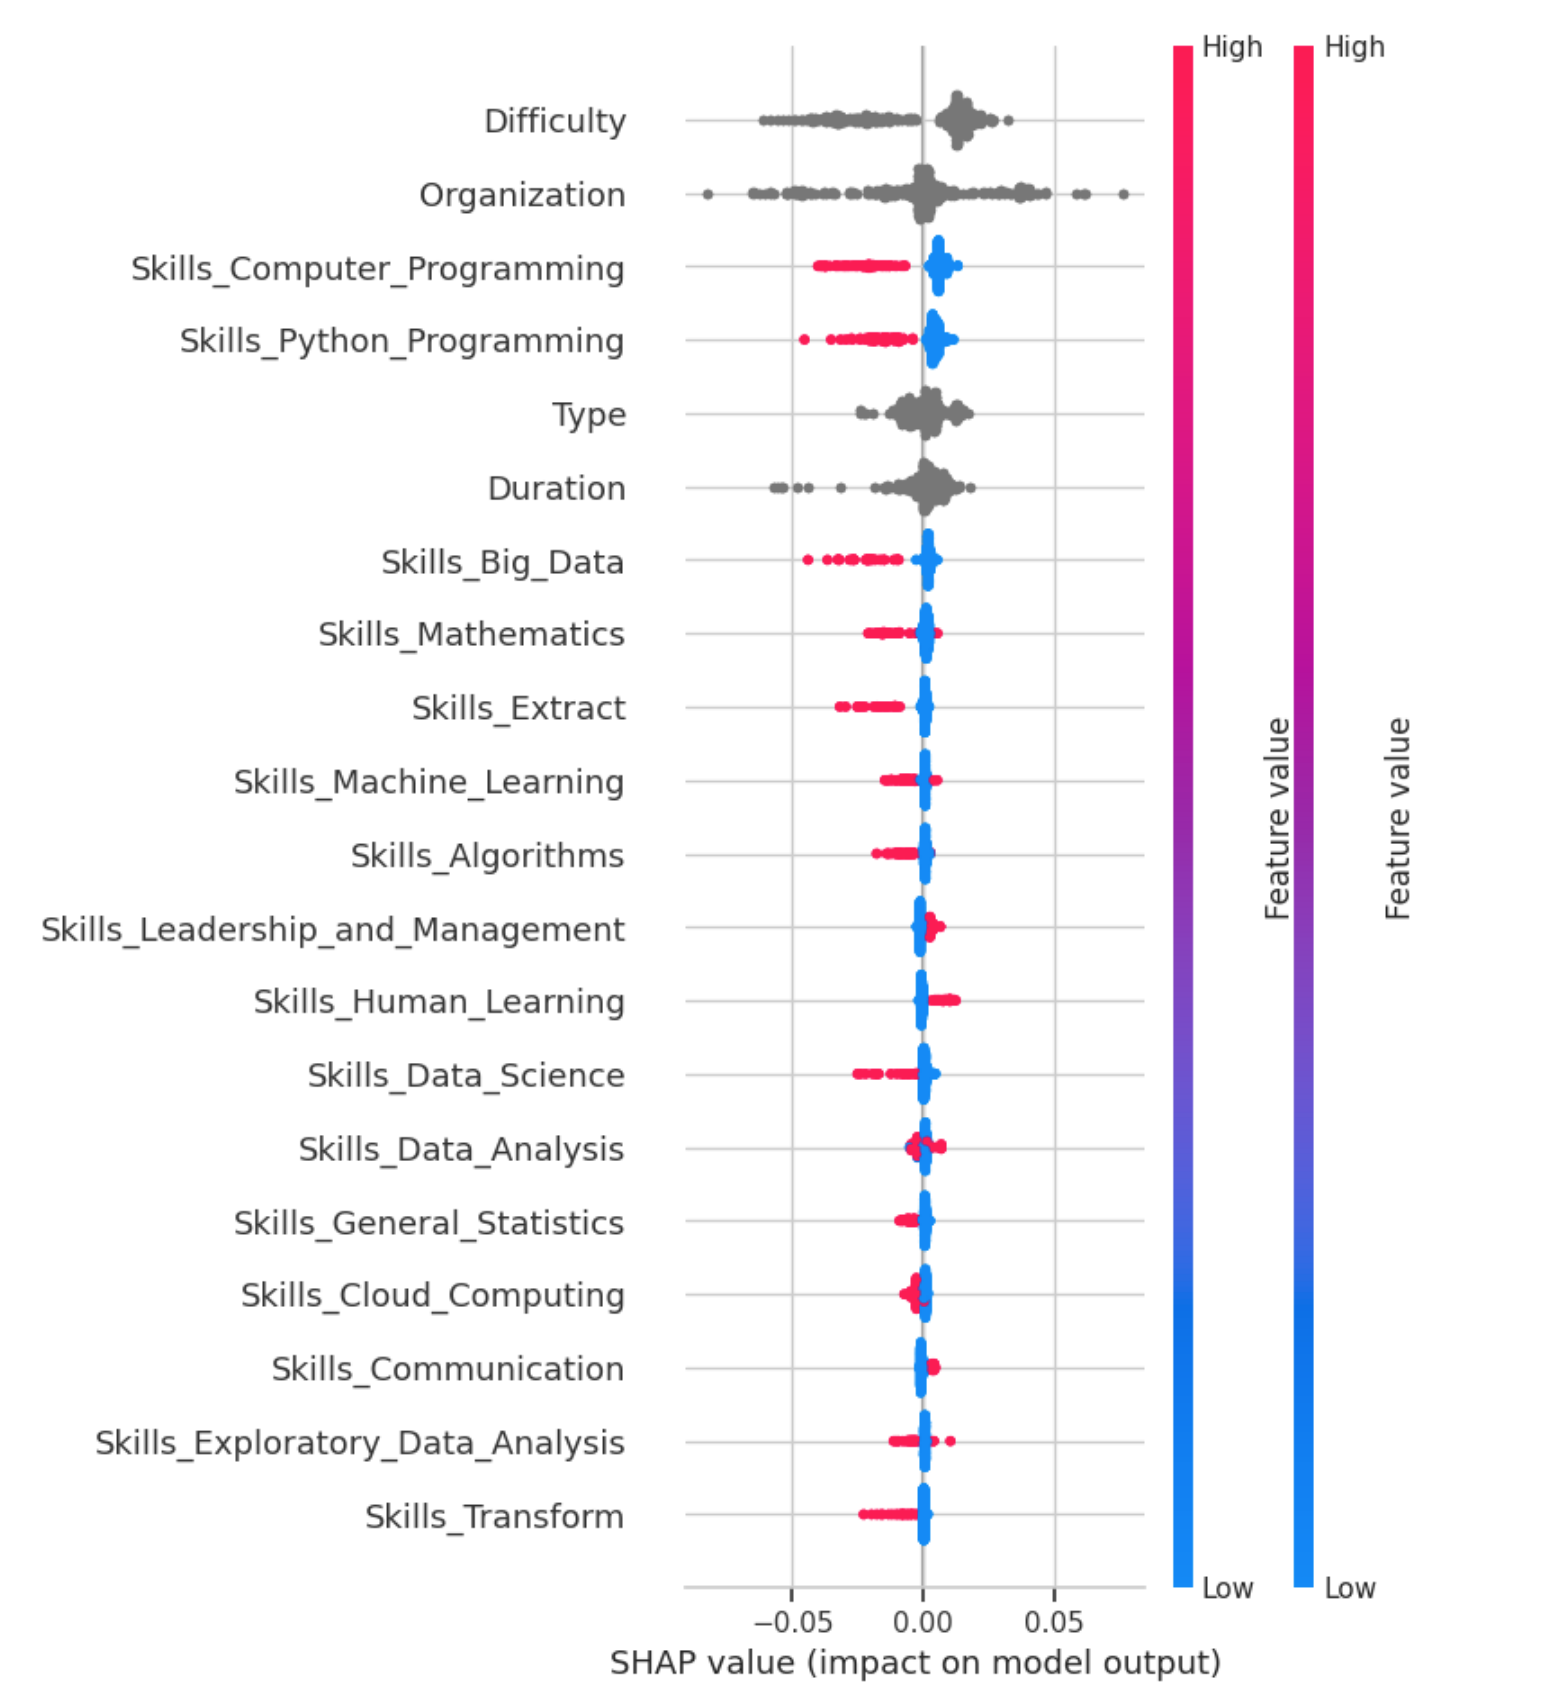 High
High
Difficulty
Organization
Skills_Computer_Programming
Skills_Python_Programming
Type
Duration
Skills_Big_Data
Skills_Mathematics
Skills_Extract
Skills_Machine_Learning
Skills_Algorithms
Skills_Leadership_and_Management
Skills_Human_Learning
Skills_Data_Science
Skills_Data_Analysis
Skills_General_Statistics
Skills_Cloud_Computing
Skills_Communication
Skills_Exploratory_Data_Analysis
Skills_Transform
Feature value
Feature value
Low
Low
−0.05 0.00 0.05
SHAP value (impact on model output)